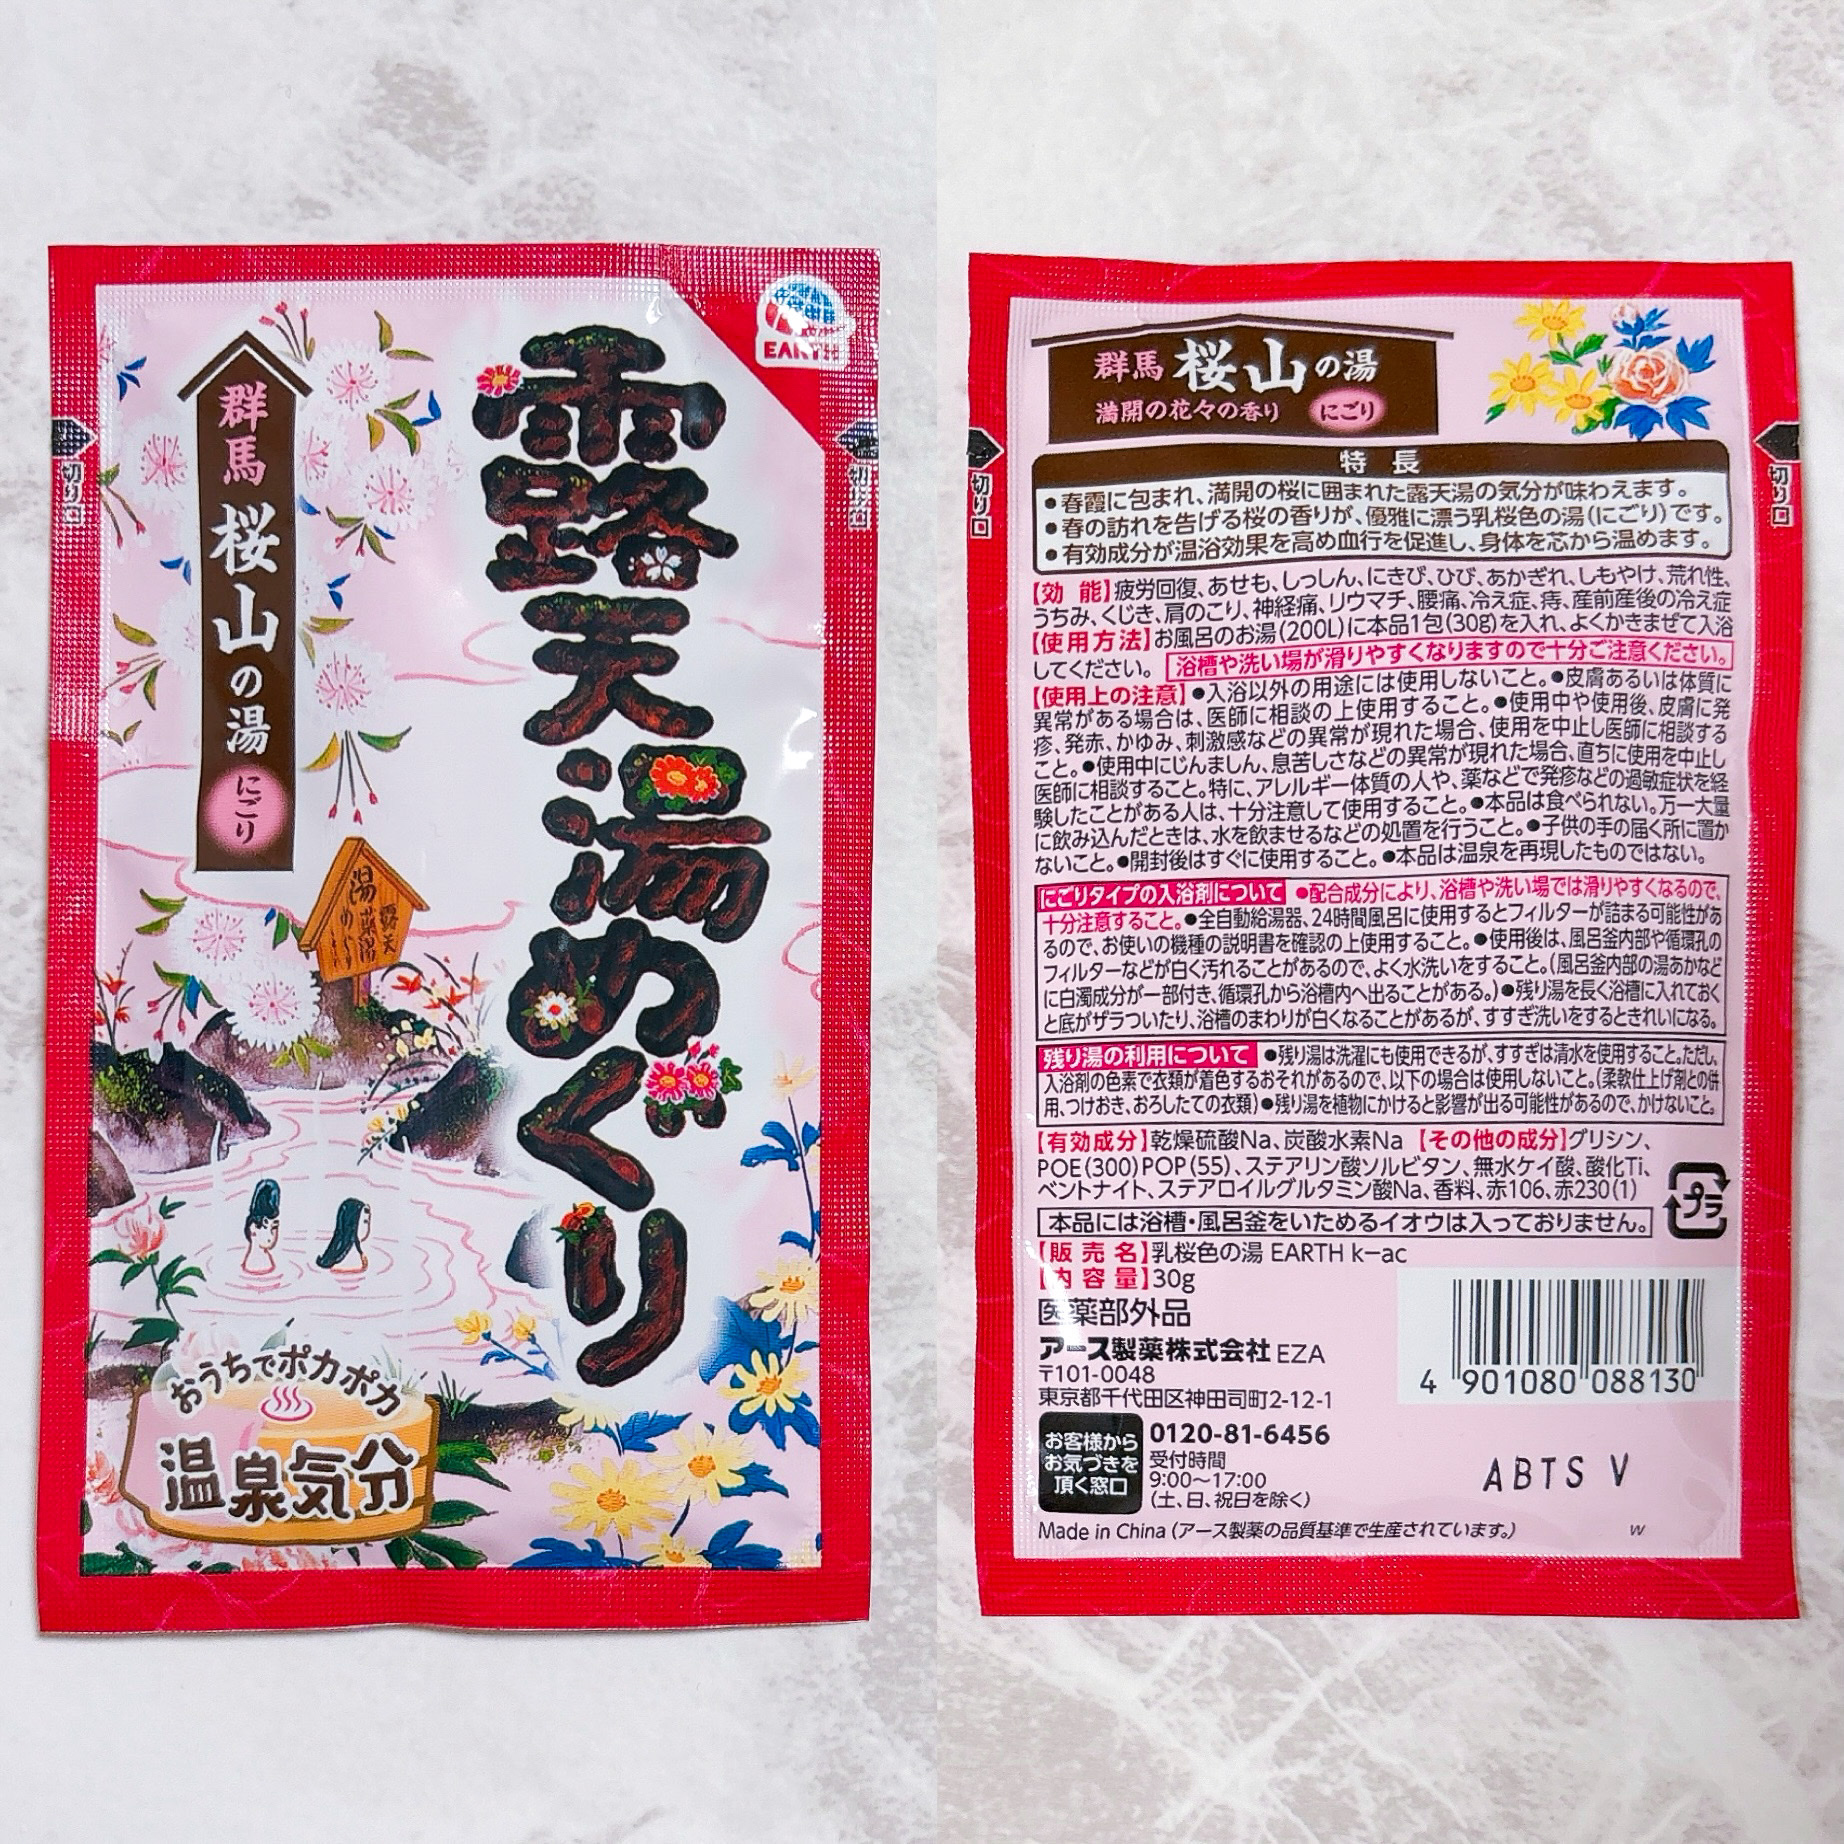 EARTH
露天湯めぐり
群馬 桜山の湯
にごり
切り口
切り口
湯
めぐり
露天
おうちでポカポカ
温泉気分
群馬 桜山の湯
満開の花々の香り にごり
切り口
切り口
特長
●春霞に包まれ、満開の桜に囲まれた露天湯の気分が味わえます。
●春の訪れを告げる桜の香りが、優雅に漂う乳桜色の湯(にごり)です。
●有効成分が温浴効果を高め血行を促進し、身体を芯から温めます。
【効 能】疲労回復、あせも、しっしん、にきび、ひび、あかぎれ、しもやけ、荒れ性、
うちみ、くじき、肩のこり、神経痛、リウマチ、腰痛、冷え症、痔、産前産後の冷え症
【使用方法】お風呂のお湯(200L)に本品1包(30g)を入れ、よくかきまぜて入浴
してください。 浴槽や洗い場が滑りやすくなりますので十分ご注意ください。
【使用上の注意】●入浴以外の用途には使用しないこと。●皮膚あるいは体質に
異常がある場合は、医師に相談の上使用すること。●使用中や使用後、皮膚に発
疹、発赤、かゆみ、刺激感などの異常が現れた場合、使用を中止し医師に相談する
こと。●使用中にじんましん、息苦しさなどの異常が現れた場合、直ちに使用を中止し
医師に相談すること。特に、アレルギー体質の人や、薬などで発疹などの過敏症状を経
験したことがある人は、十分注意して使用すること。●本品は食べられない。万一大量
に飲み込んだときは、水を飲ませるなどの処置を行うこと。●子供の手の届く所に置か
ないこと。●開封後はすぐに使用すること。●本品は温泉を再現したものではない。
にごりタイプの入浴剤について ●配合成分により、浴槽や洗い場では滑りやすくなるので、
十分注意すること。●全自動給湯器、24時間風呂に使用するとフィルターが詰まる可能性があ
るので、お使いの機種の説明書を確認の上使用すること。●使用後は、風呂釜内部や循環孔の
フィルターなどが白く汚れることがあるので、よく水洗いをすること。(風呂釜内部の湯あかなど
に白濁成分が一部付き、循環孔から浴槽内へ出ることがある。)●残り湯を長く浴槽に入れておく
と底がザラついたり、浴槽のまわりが白くなることがあるが、すすぎ洗いをするときれいになる。
残り湯の利用について ●残り湯は洗濯にも使用できるが、すすぎは清水を使用すること。ただし、
入浴剤の色素で衣類が着色するおそれがあるので、以下の場合は使用しないこと。(柔軟仕上げ剤との併
用、つけおき、おろしたての衣類)●残り湯を植物にかけると影響が出る可能性があるので、かけないこと。
【有効成分】乾燥硫酸Na、炭酸水素Na【その他の成分】グリシン、
POE(300)POP(55)、ステアリン酸ソルビタン、無水ケイ酸、酸化Ti、
ベントナイト、ステアロイルグルタミン酸Na、香料、赤106、赤230(1)
プラ
本品には浴槽・風呂釜をいためるイオウは入っておりません。
【販売名】乳桜色の湯 EARTH k−ac
【内容量】30g
医薬部外品
アース製薬株式会社 EZA
〒101-0048
東京都千代田区神田司町2-12-1
お客様から
お気づきを
頂く窓口
0120-81-6456
受付時間
9:00〜17:00
(土、日、祝日を除く)
Made in China (アース製薬の品質基準で生産されています。)
4 901080 088130
ABTS V
W